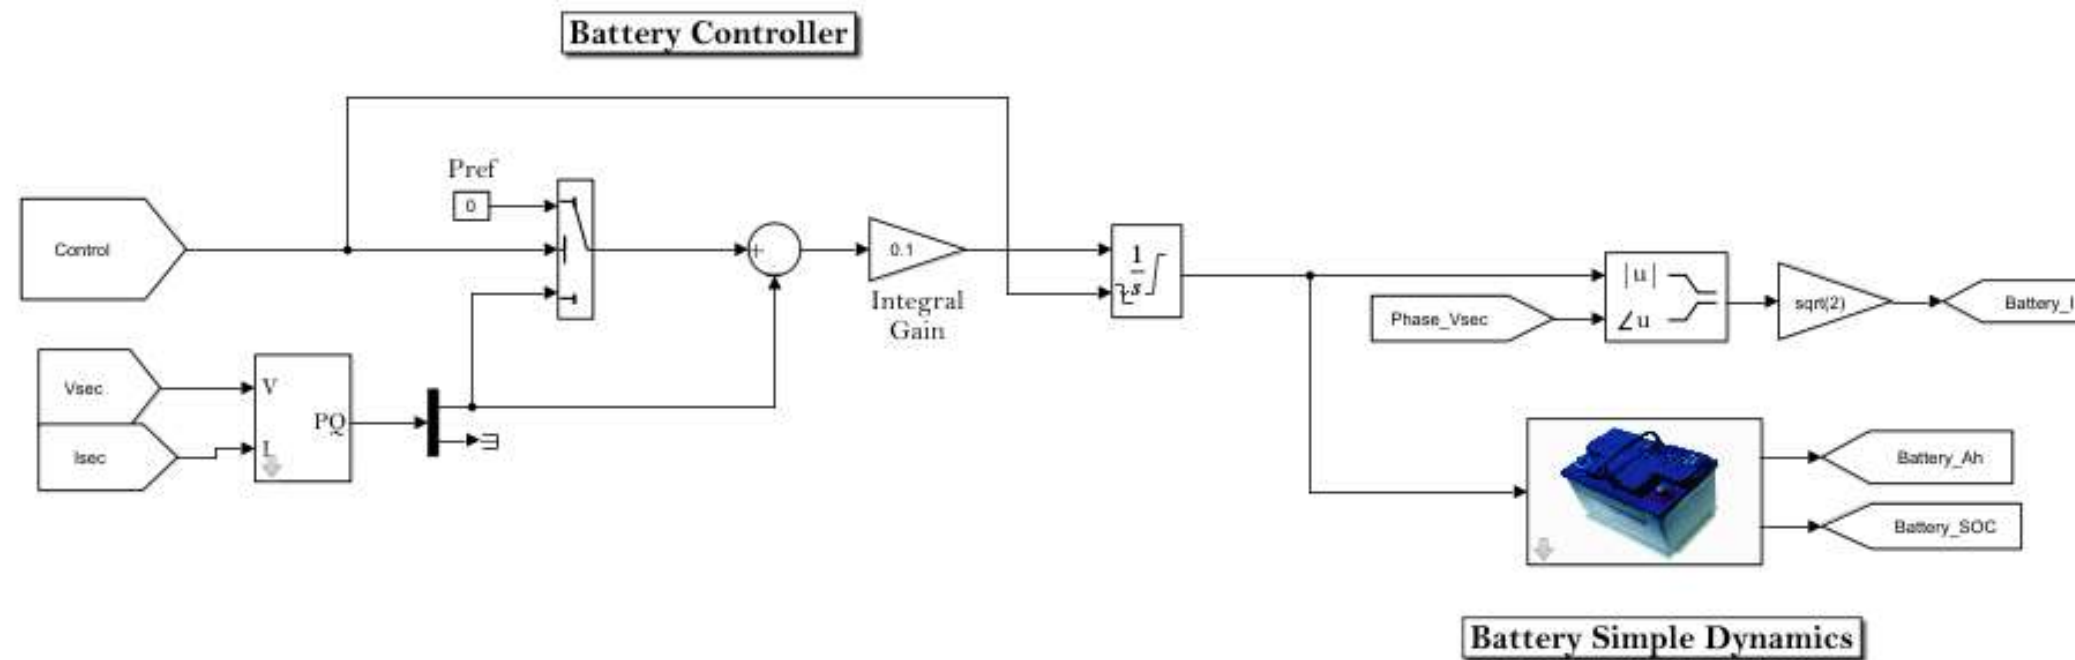 Battery Controller
Pref
0
Control
+
0.1
Integral
Gain
1
s
|u|
∠u
Phase_Vsec
sqrt(2)
Battery_I
Vsec
Isec
V
I
PQ
Battery_Ah
Battery_SOC
Battery Simple Dynamics